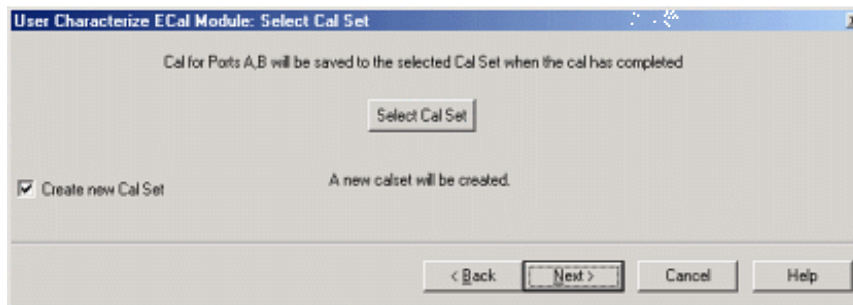 User Characterize ECal Module: Select Cal Set
Cal for Ports A,B will be saved to the selected Cal Set when the cal has completed
Select Cal Set
Create new Cal Set
A new calset will be created.
< Back
Next >
Cancel
Help